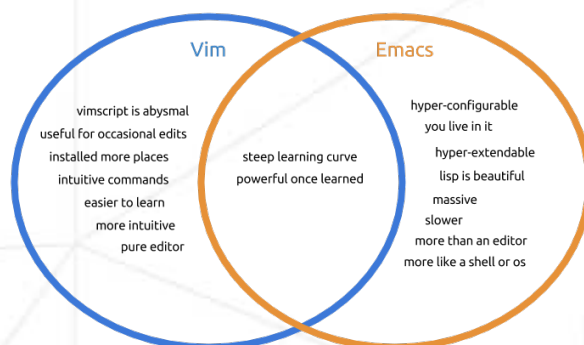 Vim
Emacs
vimscript is abysmal
useful for occasional edits
installed more places
intuitive commands
easier to learn
more intuitive
pure editor
steep learning curve
powerful once learned
hyper-configurable
you live in it
hyper-extendable
lisp is beautiful
massive
slower
more than an editor
more like a shell or os